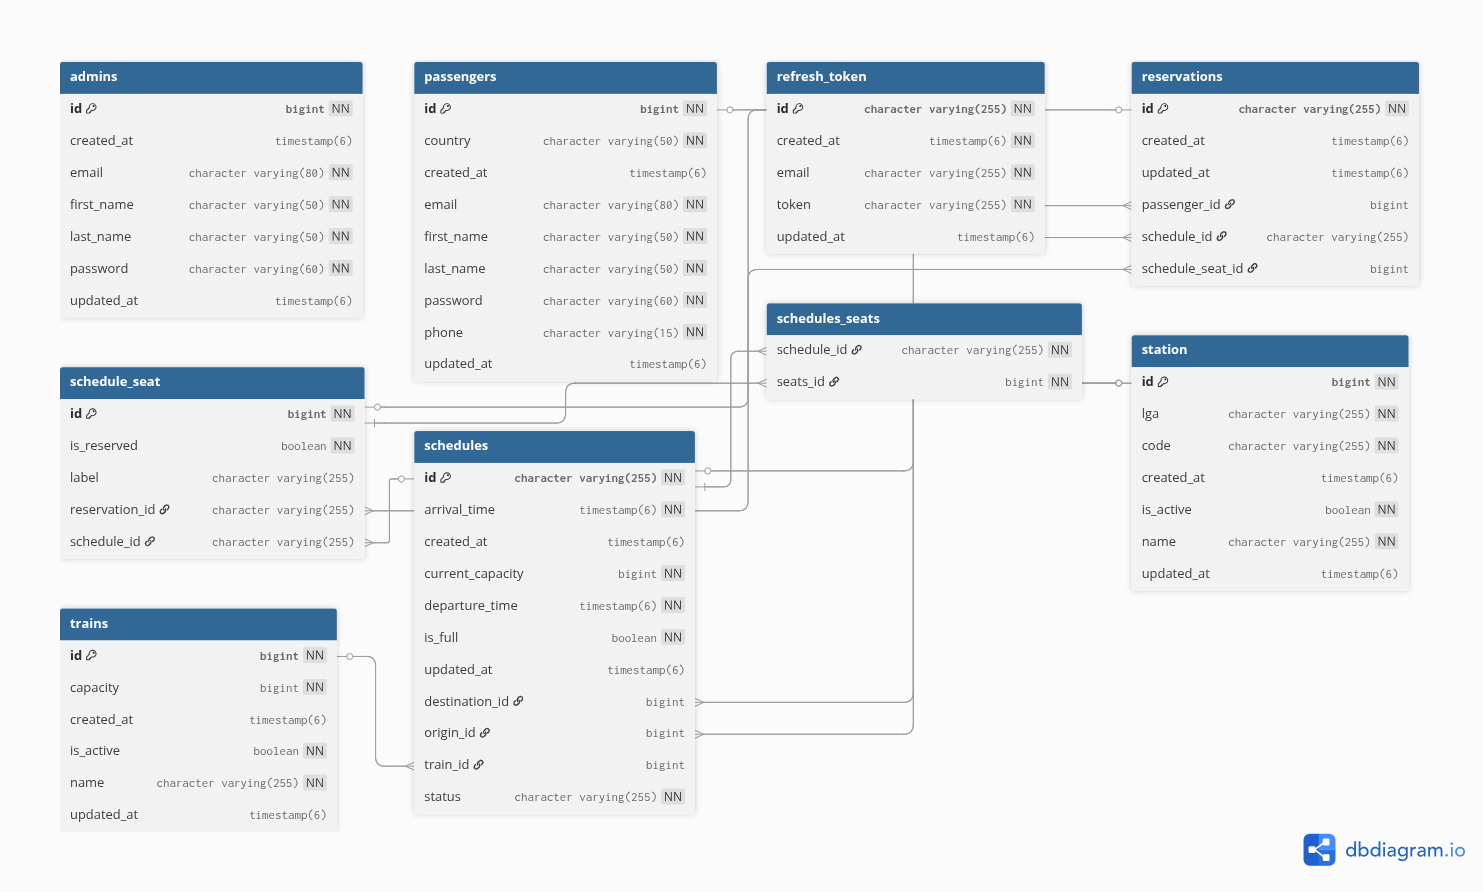 admins
id bigint NN
created_at timestamp(6)
email character varying(80) NN
first_name character varying(50) NN
last_name character varying(50) NN
password character varying(60) NN
updated_at timestamp(6)
passengers
id bigint NN
country character varying(50) NN
created_at timestamp(6)
email character varying(80) NN
first_name character varying(50) NN
last_name character varying(50) NN
password character varying(60) NN
phone character varying(15) NN
updated_at timestamp(6)
refresh_token
id character varying(255) NN
created_at timestamp(6) NN
email character varying(255) NN
token character varying(255) NN
updated_at timestamp(6)
reservations
id character varying(255) NN
created_at timestamp(6)
updated_at timestamp(6)
passenger_id bigint
schedule_id character varying(255)
schedule_seat_id bigint
schedules_seats
schedule_id character varying(255) NN
seats_id bigint NN
station
id bigint NN
lga character varying(255) NN
code character varying(255) NN
created_at timestamp(6)
is_active boolean NN
name character varying(255) NN
updated_at timestamp(6)
schedule_seat
id bigint NN
is_reserved boolean NN
label character varying(255)
reservation_id character varying(255)
schedule_id character varying(255)
schedules
id character varying(255) NN
arrival_time timestamp(6) NN
created_at timestamp(6)
current_capacity bigint NN
departure_time timestamp(6) NN
is_full boolean NN
updated_at timestamp(6)
destination_id bigint
origin_id bigint
train_id bigint
status character varying(255) NN
trains
id bigint NN
capacity bigint NN
created_at timestamp(6)
is_active boolean NN
name character varying(255) NN
updated_at timestamp(6)
dbdiagram.io